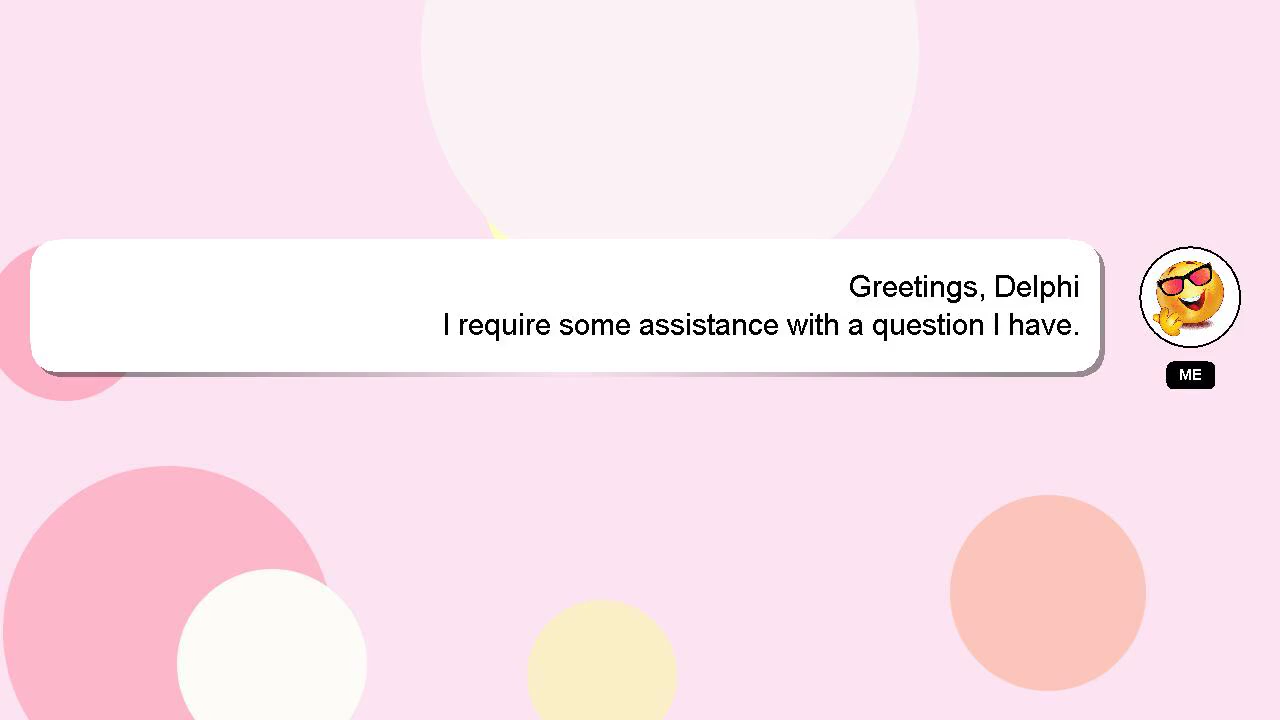 Greetings, Delphi
I require some assistance with a question I have.
ME